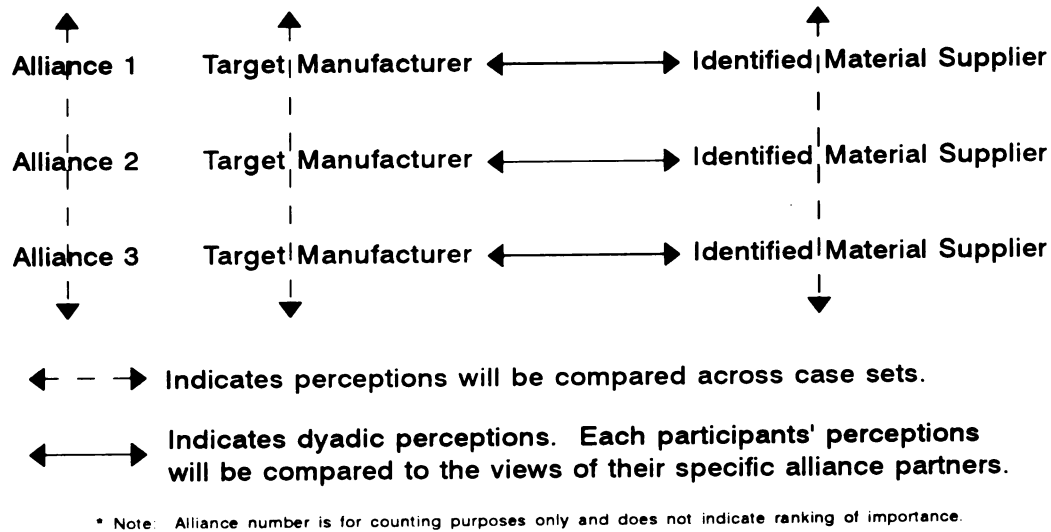 Alliance 1 Target Manufacturer Identified Material Supplier
Alliance 2 Target Manufacturer Identified Material Supplier
Alliance 3 Target Manufacturer Identified Material Supplier
Indicates perceptions will be compared across case sets.
Indicates dyadic perceptions. Each participants' perceptions
will be compared to the views of their specific alliance partners.
* Note: Alliance number is for counting purposes only and does not indicate ranking of importance.